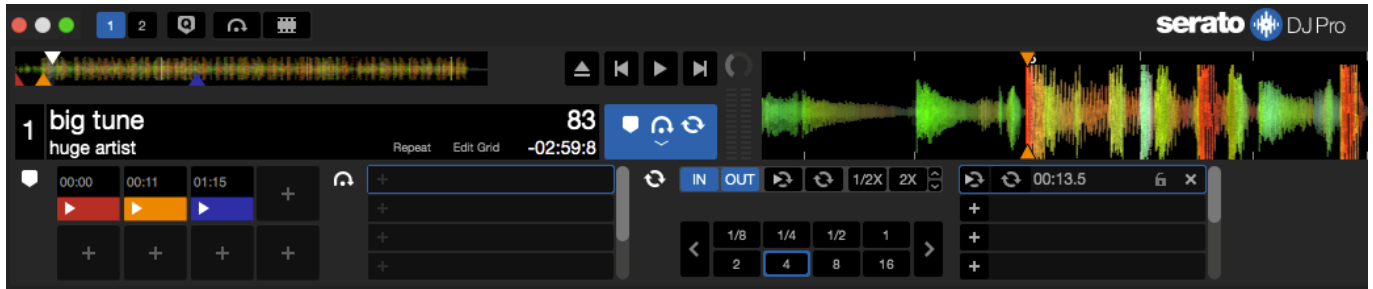 1 2
serato DJ Pro
1 big tune 83
huge artist Repeat Edit Grid -02:59:8
00:00 00:11 01:15 +
+ + + +
+
+
+
+
IN OUT 1/2X 2X
1/8 1/4 1/2 1
2 4 8 16
00:13.5
+
+
+